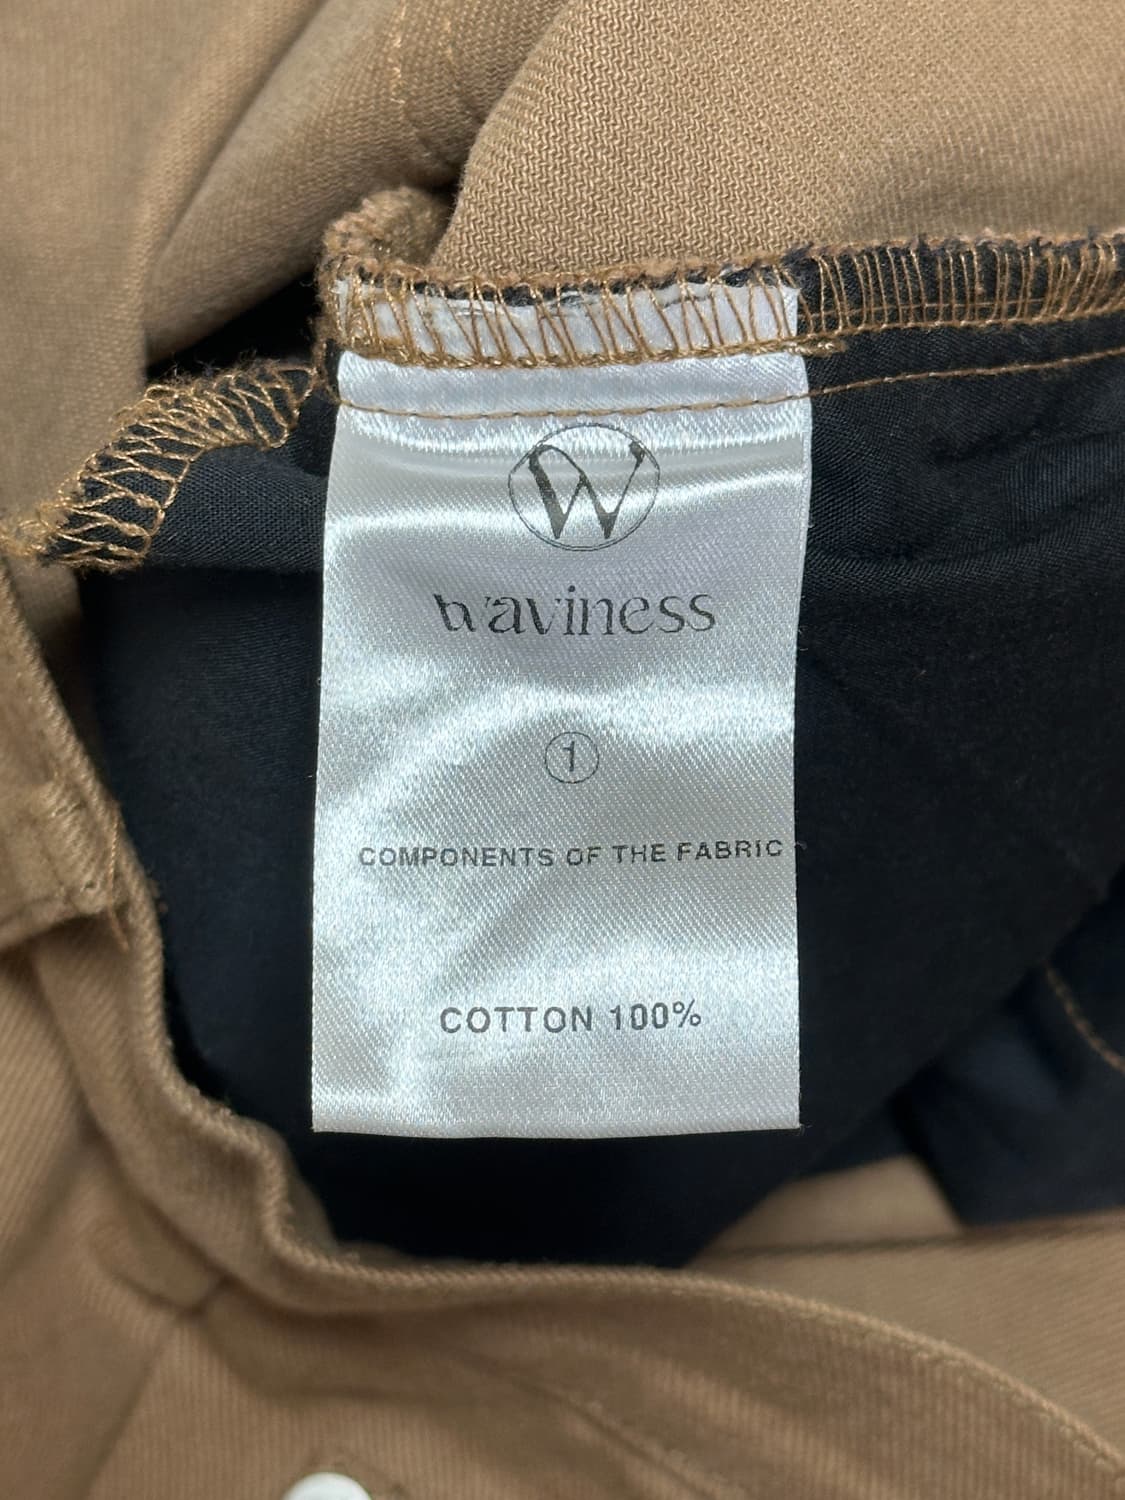 W
waviness
①
COMPONENTS OF THE FABRIC
COTTON 100%